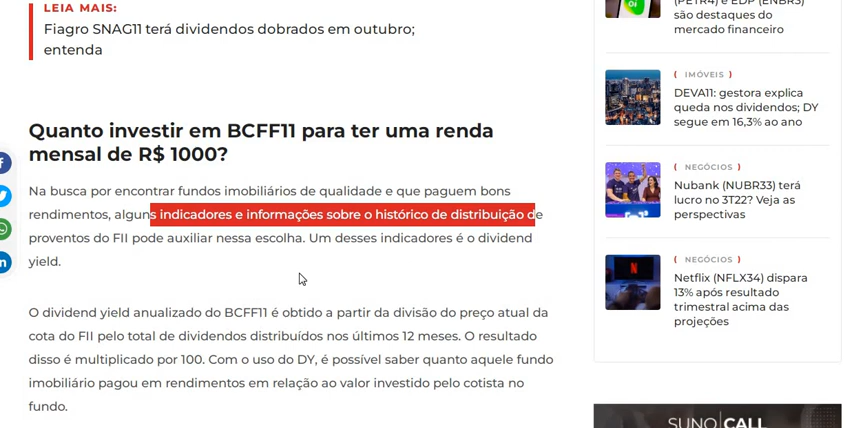 LEIA MAIS:
Fiagro SNAG11 terá dividendos dobrados em outubro;
entenda
Quanto investir em BCFF11 para ter uma renda
mensal de R$ 1000?
Na busca por encontrar fundos imobiliários de qualidade e que paguem bons
rendimentos, alguns indicadores e informações sobre o histórico de distribuição de
proventos do FII pode auxiliar nessa escolha. Um desses indicadores é o dividend
yield.
O dividend yield anualizado do BCFF11 é obtido a partir da divisão do preço atual da
cota do FII pelo total de dividendos distribuídos nos últimos 12 meses. O resultado
disso é multiplicado por 100. Com o uso do DY, é possível saber quanto aquele fundo
imobiliário pagou em rendimentos em relação ao valor investido pelo cotista no
fundo.
oi
(PETR4) e EDP (ENBR3)
são destaques do
mercado financeiro
( IMÓVEIS )
DEVA11: gestora explica
queda nos dividendos; DY
segue em 16,3% ao ano
( NEGÓCIOS )
Nubank (NUBR33) terá
lucro no 3T22? Veja as
perspectivas
( NEGÓCIOS )
Netflix (NFLX34) dispara
13% após resultado
trimestral acima das
projeções
SUNO CALL